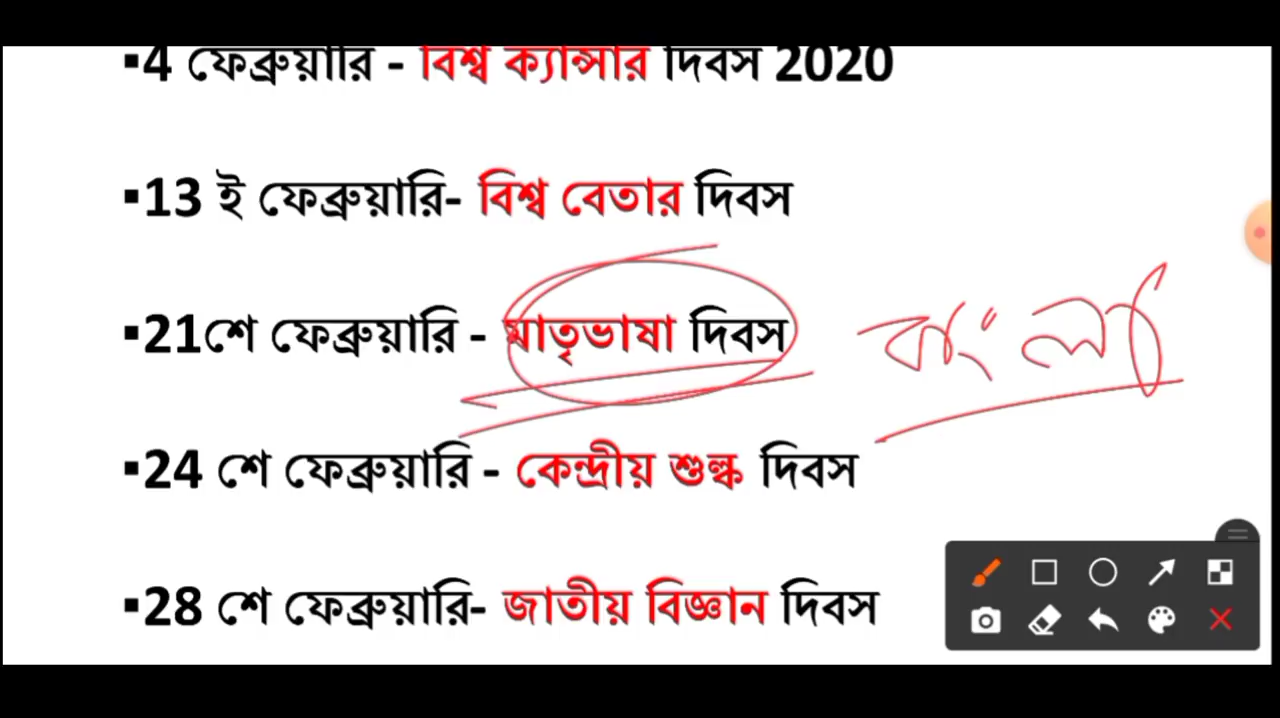 ▪4 ফেব্রুয়ারি - বিশ্ব ক্যান্সার দিবস 2020
▪13 ই ফেব্রুয়ারি- বিশ্ব বেতার দিবস
▪21শে ফেব্রুয়ারি - মাতৃভাষা দিবস বাংলা
▪24 শে ফেব্রুয়ারি - কেন্দ্রীয় শুল্ক দিবস
▪28 শে ফেব্রুয়ারি- জাতীয় বিজ্ঞান দিবস